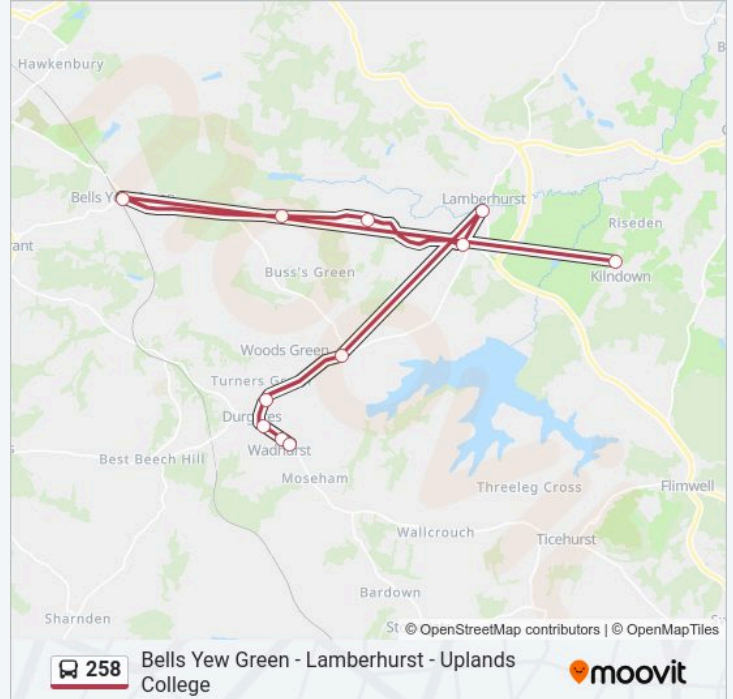 Hawkenbury
Lamberhurst
Riseden
Kilndown
Buss's Green
Woods Green
Durgates
Wadhurst
Best Beech Hill
Moseham
Threeleg Cross
Flimwell
Wallcrouch
Ticehurst
Bardown
Sharnden
© OpenStreetMap contributors | © OpenMapTiles
258 Bells Yew Green - Lamberhurst - Uplands
College
moovit